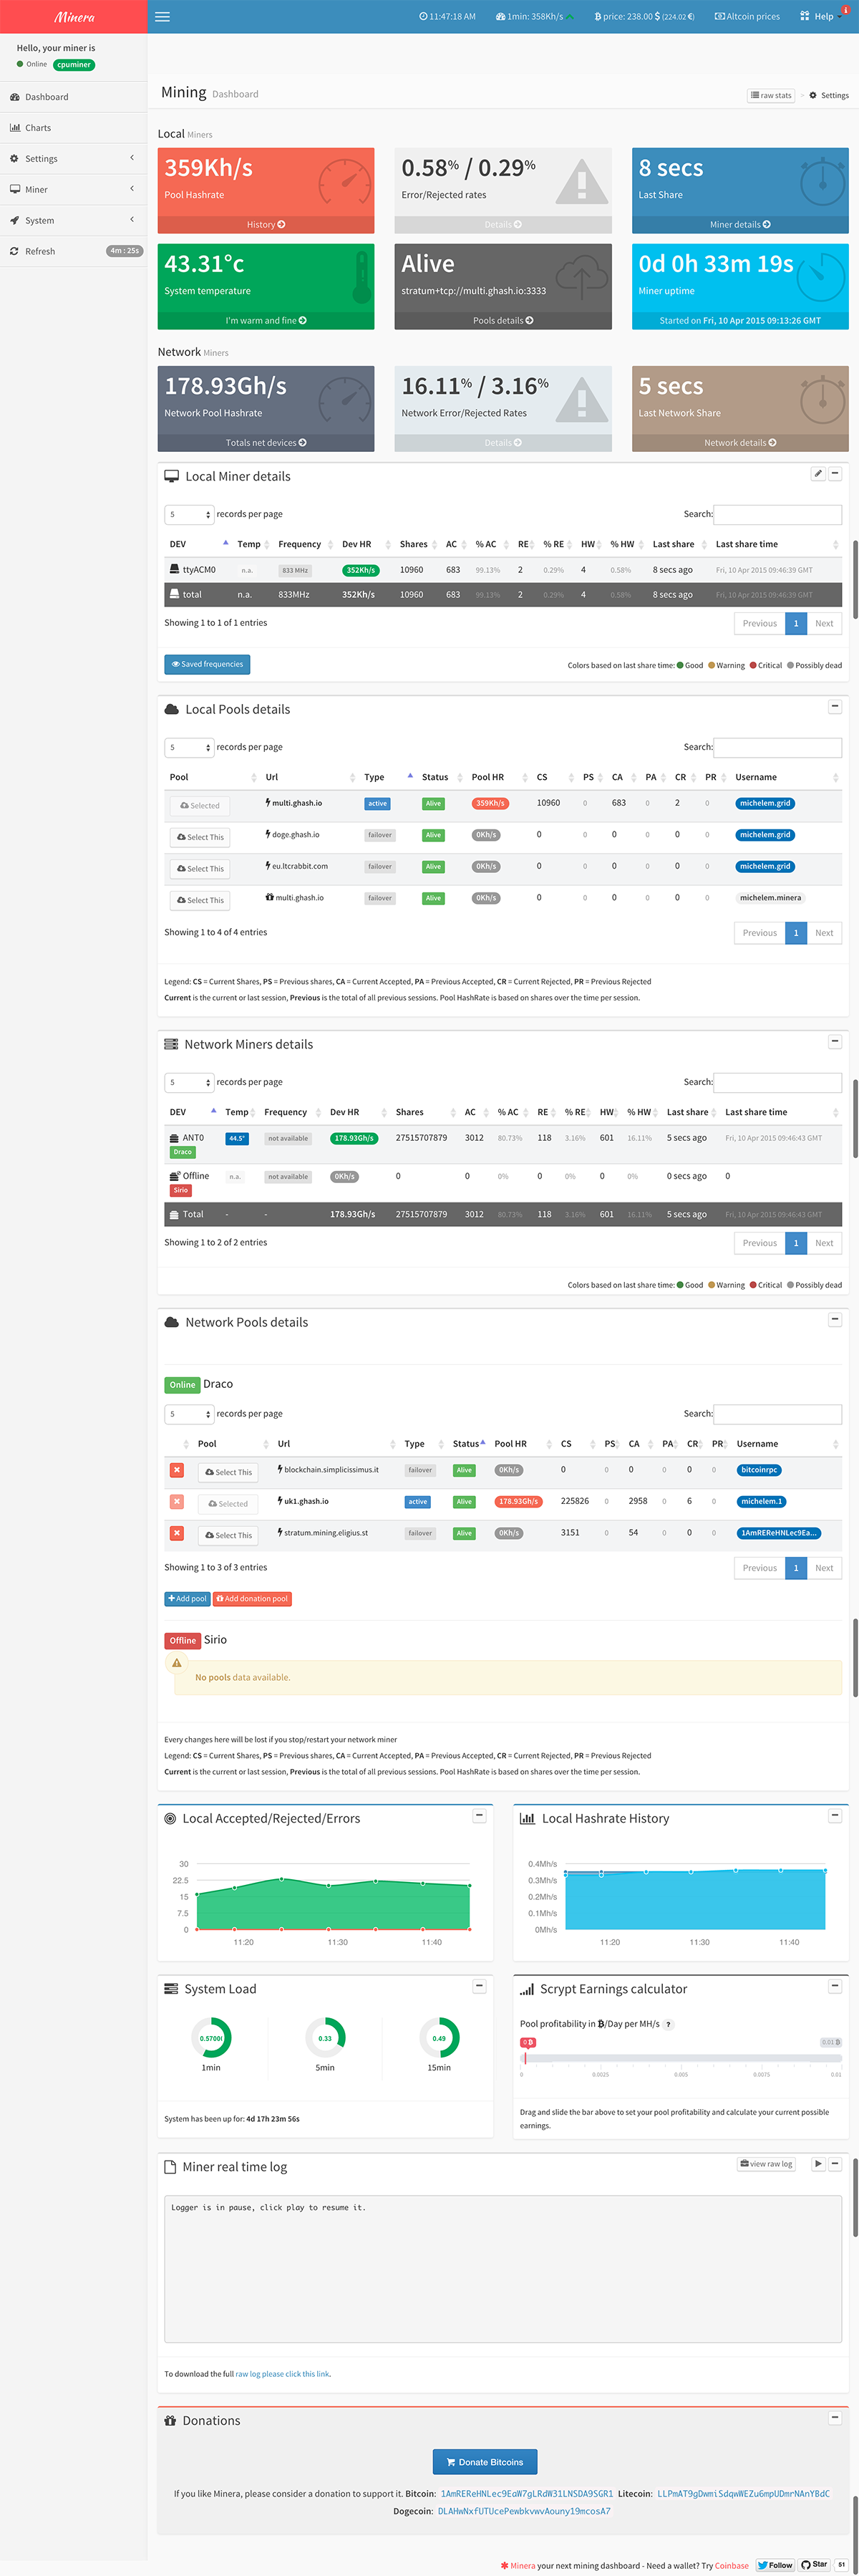 Minera
11:47:18 AM 1min: 358Kh/s price: 238.00 $ (224.02 €) Altcoin prices Help i
Hello, your miner is
Online cpuminer
Dashboard
Charts
Settings
Miner
System
Refresh 4m : 25s
Mining Dashboard
raw stats > Settings
Local Miners
359Kh/s
Pool Hashrate
History
0.58% / 0.29%
Error/Rejected rates
Details
8 secs
Last Share
Miner details
43.31°c
System temperature
I'm warm and fine
Alive
stratum+tcp://multi.ghash.io:3333
Pools details
0d 0h 33m 19s
Miner uptime
Started on Fri, 10 Apr 2015 09:13:26 GMT
Network Miners
178.93Gh/s
Network Pool Hashrate
Totals net devices
16.11% / 3.16%
Network Error/Rejected Rates
Details
5 secs
Last Network Share
Network details
Local Miner details
5 records per page Search:
DEV Temp Frequency Dev HR Shares AC % AC RE % RE HW % HW Last share Last share time
ttyACM0 n.a. 833 MHz 352Kh/s 10960 683 99.13% 2 0.29% 4 0.58% 8 secs ago Fri, 10 Apr 2015 09:46:39 GMT
total n.a. 833MHz 352Kh/s 10960 683 99.13% 2 0.29% 4 0.58% 8 secs ago Fri, 10 Apr 2015 09:46:39 GMT
Showing 1 to 1 of 1 entries Previous 1 Next
Saved frequencies Colors based on last share time: Good Warning Critical Possibly dead
Local Pools details
5 records per page Search:
Pool Url Type Status Pool HR CS PS CA PA CR PR Username
Selected multi.ghash.io active Alive 359Kh/s 10960 0 683 0 2 0 michelem.grid
Select This doge.ghash.io failover Alive 0Kh/s 0 0 0 0 0 0 michelem.grid
Select This eu.ltcrabbit.com failover Alive 0Kh/s 0 0 0 0 0 0 michelem.grid
Select This multi.ghash.io failover Alive 0Kh/s 0 0 0 0 0 0 michelem.minera
Showing 1 to 4 of 4 entries Previous 1 Next
Legend: CS = Current Shares, PS = Previous shares, CA = Current Accepted, PA = Previous Accepted, CR = Current Rejected, PR = Previous Rejected
Current is the current or last session, Previous is the total of all previous sessions. Pool HashRate is based on shares over the time per session.
Network Miners details
5 records per page Search:
DEV Temp Frequency Dev HR Shares AC % AC RE % RE HW % HW Last share Last share time
ANT0 44.5° not available 178.93Gh/s 27515707879 3012 80.73% 118 3.16% 601 16.11% 5 secs ago Fri, 10 Apr 2015 09:46:43 GMT
Draco
Offline n.a. not available 0Kh/s 0 0 0% 0 0% 0 0% 0 secs ago 0
Sirio
Total - - 178.93Gh/s 27515707879 3012 80.73% 118 3.16% 601 16.11% 5 secs ago Fri, 10 Apr 2015 09:46:43 GMT
Showing 1 to 2 of 2 entries Previous 1 Next
Colors based on last share time: Good Warning Critical Possibly dead
Network Pools details
Online Draco
5 records per page Search:
Pool Url Type Status Pool HR CS PS CA PA CR PR Username
Select This blockchain.simplicissimus.it failover Alive 0Kh/s 0 0 0 0 0 0 bitcoinrpc
Selected uk1.ghash.io active Alive 178.93Gh/s 225826 0 2958 0 6 0 michelem.1
Select This stratum.mining.eligius.st failover Alive 0Kh/s 3151 0 54 0 0 0 1AmREReHNLec9Ea...
Showing 1 to 3 of 3 entries Previous 1 Next
Add pool Add donation pool
Offline Sirio
No pools data available.
Every changes here will be lost if you stop/restart your network miner
Legend: CS = Current Shares, PS = Previous shares, CA = Current Accepted, PA = Previous Accepted, CR = Current Rejected, PR = Previous Rejected
Current is the current or last session, Previous is the total of all previous sessions. Pool HashRate is based on shares over the time per session.
Local Accepted/Rejected/Errors
30
22.5
15
7.5
0
11:20 11:30 11:40
Local Hashrate History
0.4Mh/s
0.3Mh/s
0.2Mh/s
0.1Mh/s
0Mh/s
11:20 11:30 11:40
System Load
0.5700 0.33 0.49
1min 5min 15min
System has been up for: 4d 17h 23m 56s
Scrypt Earnings calculator
Pool profitability in ฿/Day per MH/s ?
0 ฿ 0.01 ฿
0 0.0025 0.005 0.0075 0.01
Drag and slide the bar above to set your pool profitability and calculate your current possible
earnings.
Miner real time log view raw log
Logger is in pause, click play to resume it.
To download the full raw log please click this link.
Donations
Donate Bitcoins
If you like Minera, please consider a donation to support it. Bitcoin: 1AmREReHNLec9EaW7gLRdW31LNSDA9SGR1 Litecoin: LLPmAT9gDwmiSdqwWEZu6mpUDmrNAnYBdC
Dogecoin: DLAHwNxfUTUcePewbkvwvAouny19mcosA7
Minera your next mining dashboard - Need a wallet? Try Coinbase Follow Star 51